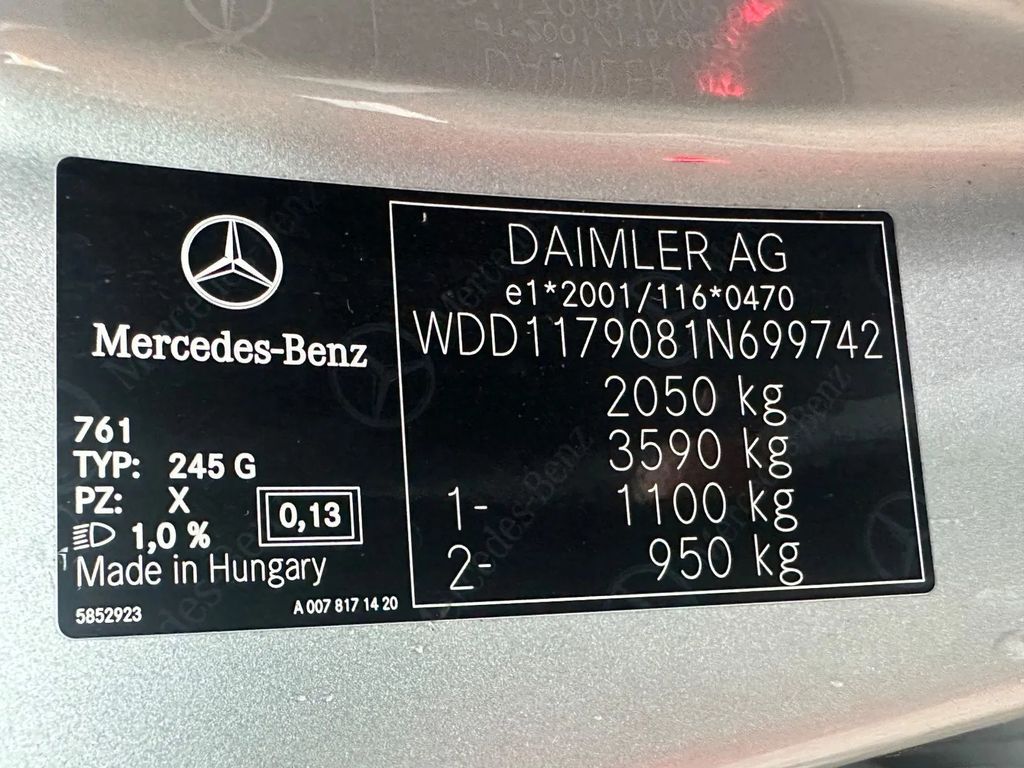 Mercedes-Benz
761
TYP: 245 G
PZ: X
1,0 %
0,13
1
Made in Hungary
5852923
A 007 817 14 20
DAIMLER AG
e1*2001/116*0470
WDD1179081N699742
2050 kg
3590 kg
1- 1100 kg
2- 950 kg